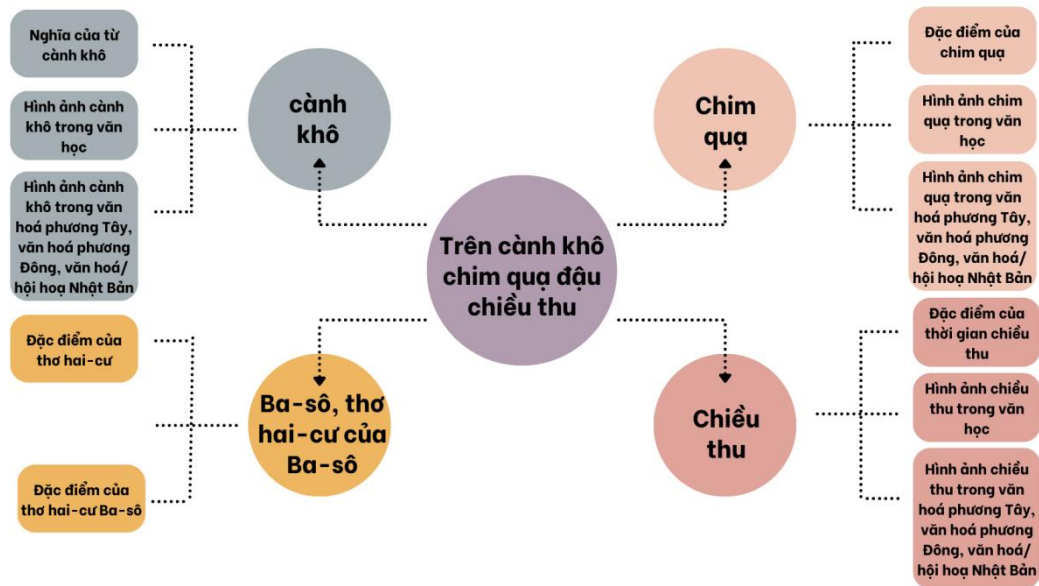 Nghĩa của từ
cành khô
Hình ảnh cành
khô trong văn
học
Hình ảnh cành
khô trong văn
hoá phương Tây,
văn hoá phương
Đông, văn hoá/
hội hoạ Nhật Bản
cành
khô
Chim
quạ
Đặc điểm của
chim quạ
Hình ảnh chim
quạ trong văn
học
Hình ảnh chim
quạ trong văn
hoá phương Tây,
văn hoá phương
Đông, văn hoá/
hội hoạ Nhật Bản
Trên cành khô
chim quạ đậu
chiều thu
Đặc điểm của
thơ hai-cư
Đặc điểm của
thơ hai-cư Ba-sô
Ba-sô, thơ
hai-cư của
Ba-sô
Chiều
thu
Đặc điểm của
thời gian chiều
thu
Hình ảnh chiều
thu trong văn
học
Hình ảnh chiều
thu trong văn
hoá phương Tây,
văn hoá phương
Đông, văn hoá/
hội hoạ Nhật Bản